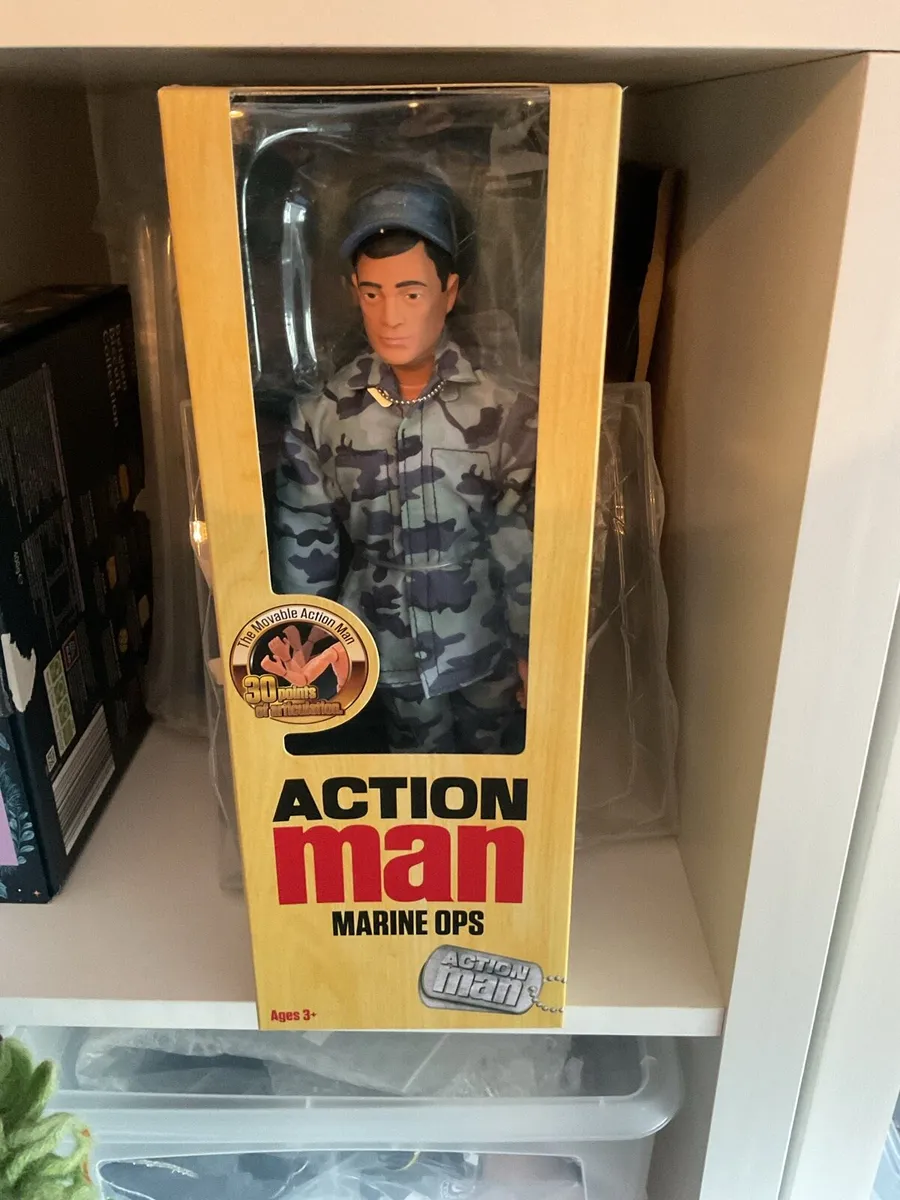 The Movable Action Man
30 points
of articulation.
ACTION
man
MARINE OPS
ACTION
man
Ages 3+